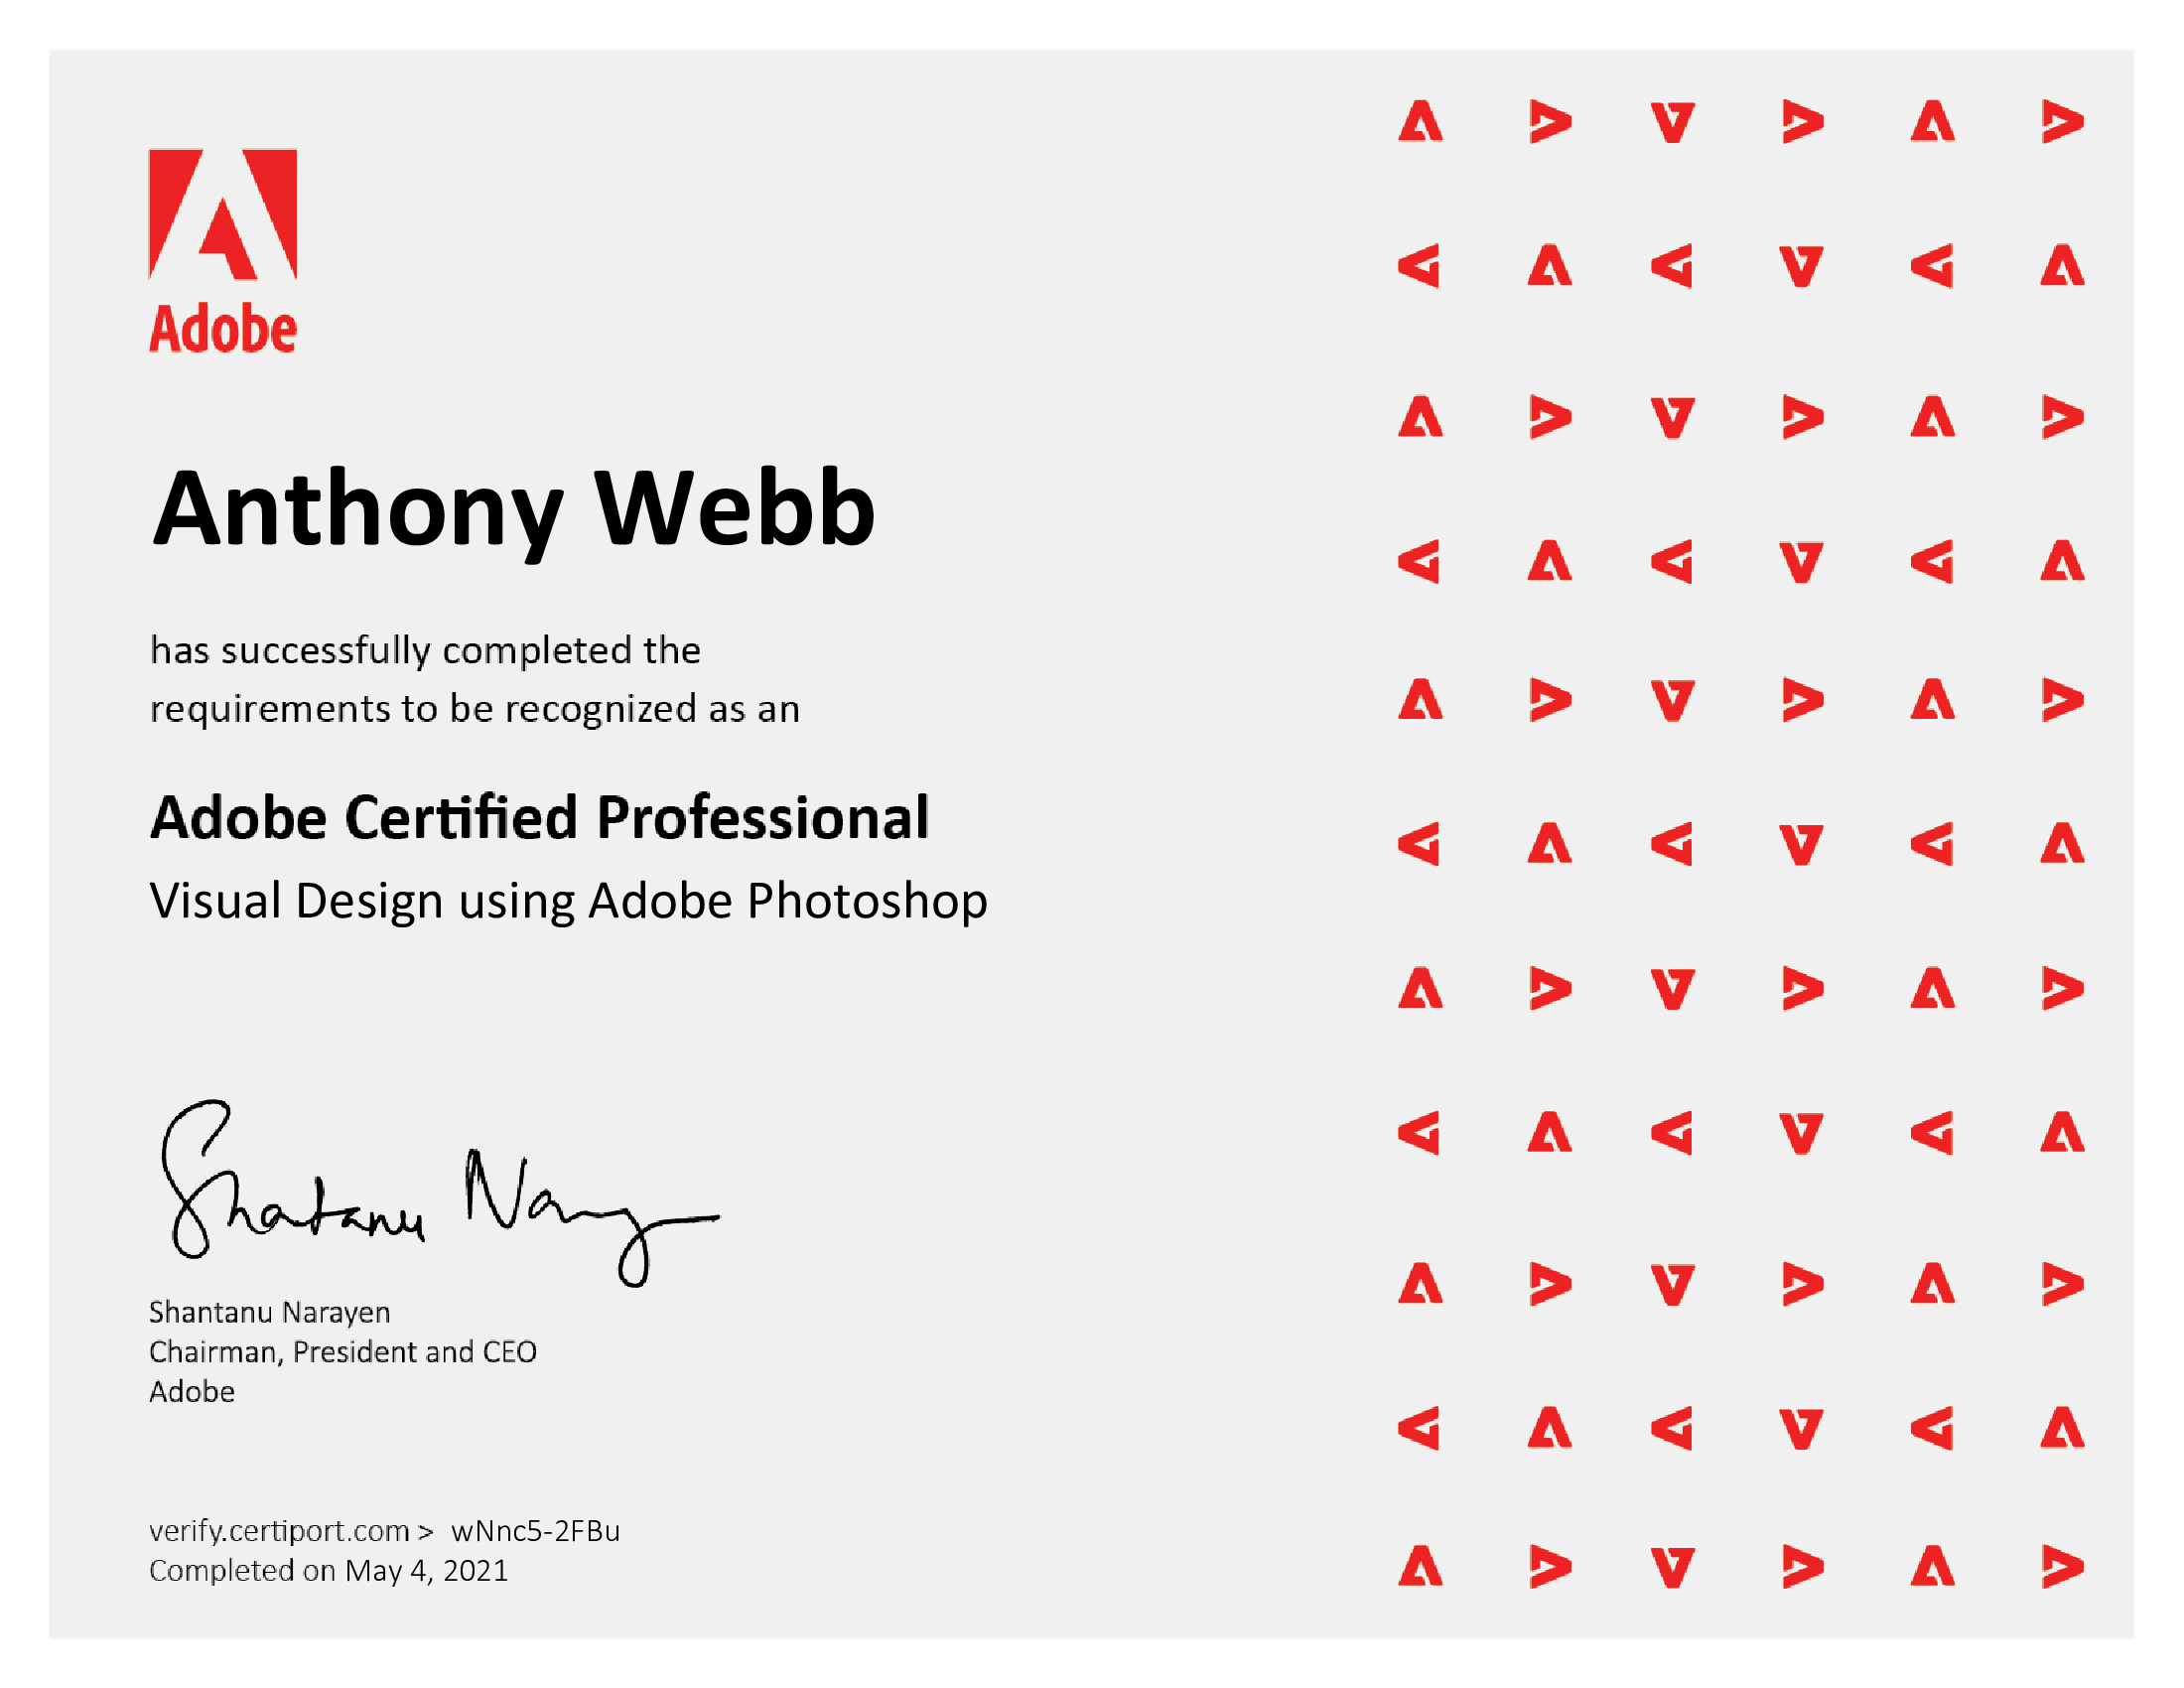 Adobe
Anthony Webb
has successfully completed the
requirements to be recognized as an
Adobe Certified Professional
Visual Design using Adobe Photoshop
Shantanu Narayen
Chairman, President and CEO
Adobe
verify.certiport.com > wNnc5-2FBu
Completed on May 4, 2021